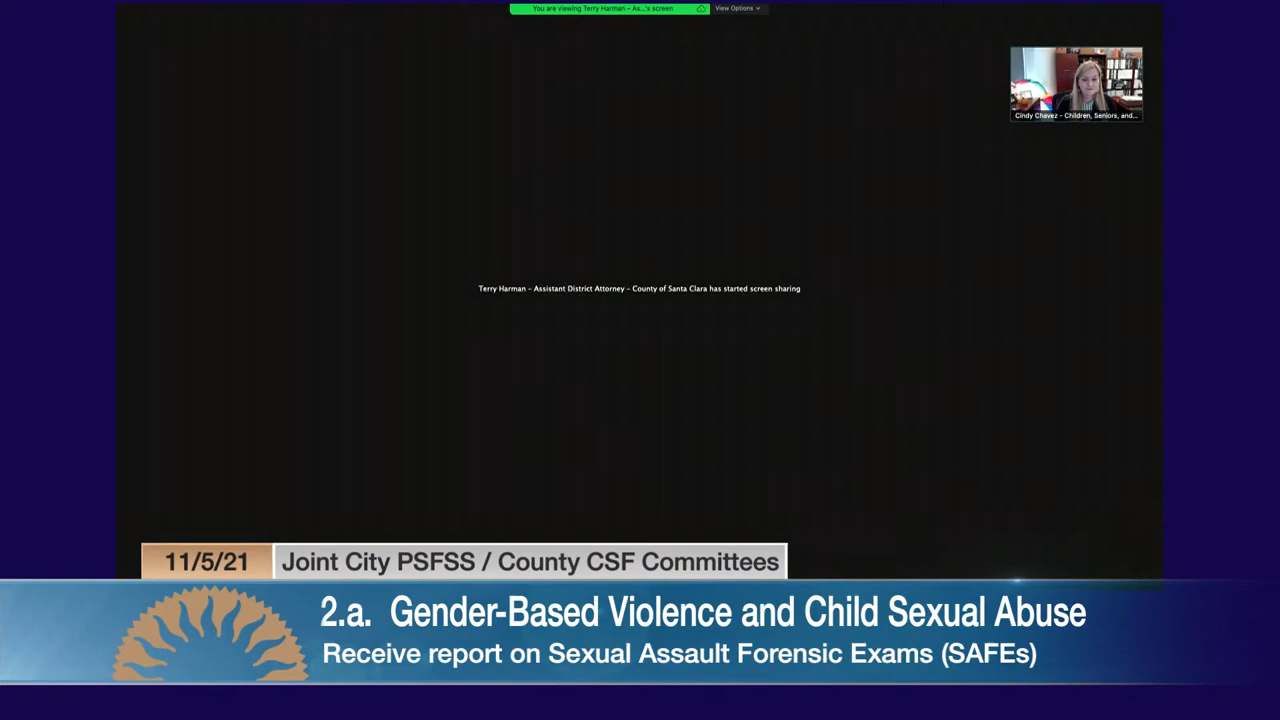 You are viewing Terry Harman – As...'s screen
View Options
Cindy Chavez - Children, Seniors, and...
Terry Harman – Assistant District Attorney – County of Santa Clara has started screen sharing
11/5/21 Joint City PSFSS / County CSF Committees
2.a. Gender-Based Violence and Child Sexual Abuse
Receive report on Sexual Assault Forensic Exams (SAFEs)